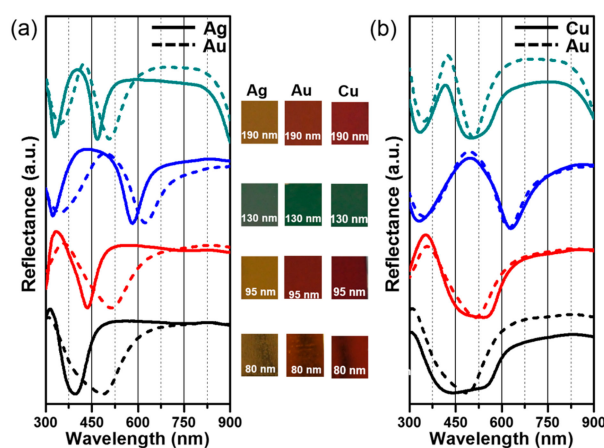 (a)
Ag
Au
Reflectance (a.u.)
300 450 600 750 900
Wavelength (nm)
Ag Au Cu
190 nm 190 nm 190 nm
130 nm 130 nm 130 nm
95 nm 95 nm 95 nm
80 nm 80 nm 80 nm
(b)
Cu
Au
Reflectance (a.u.)
300 450 600 750 900
Wavelength (nm)